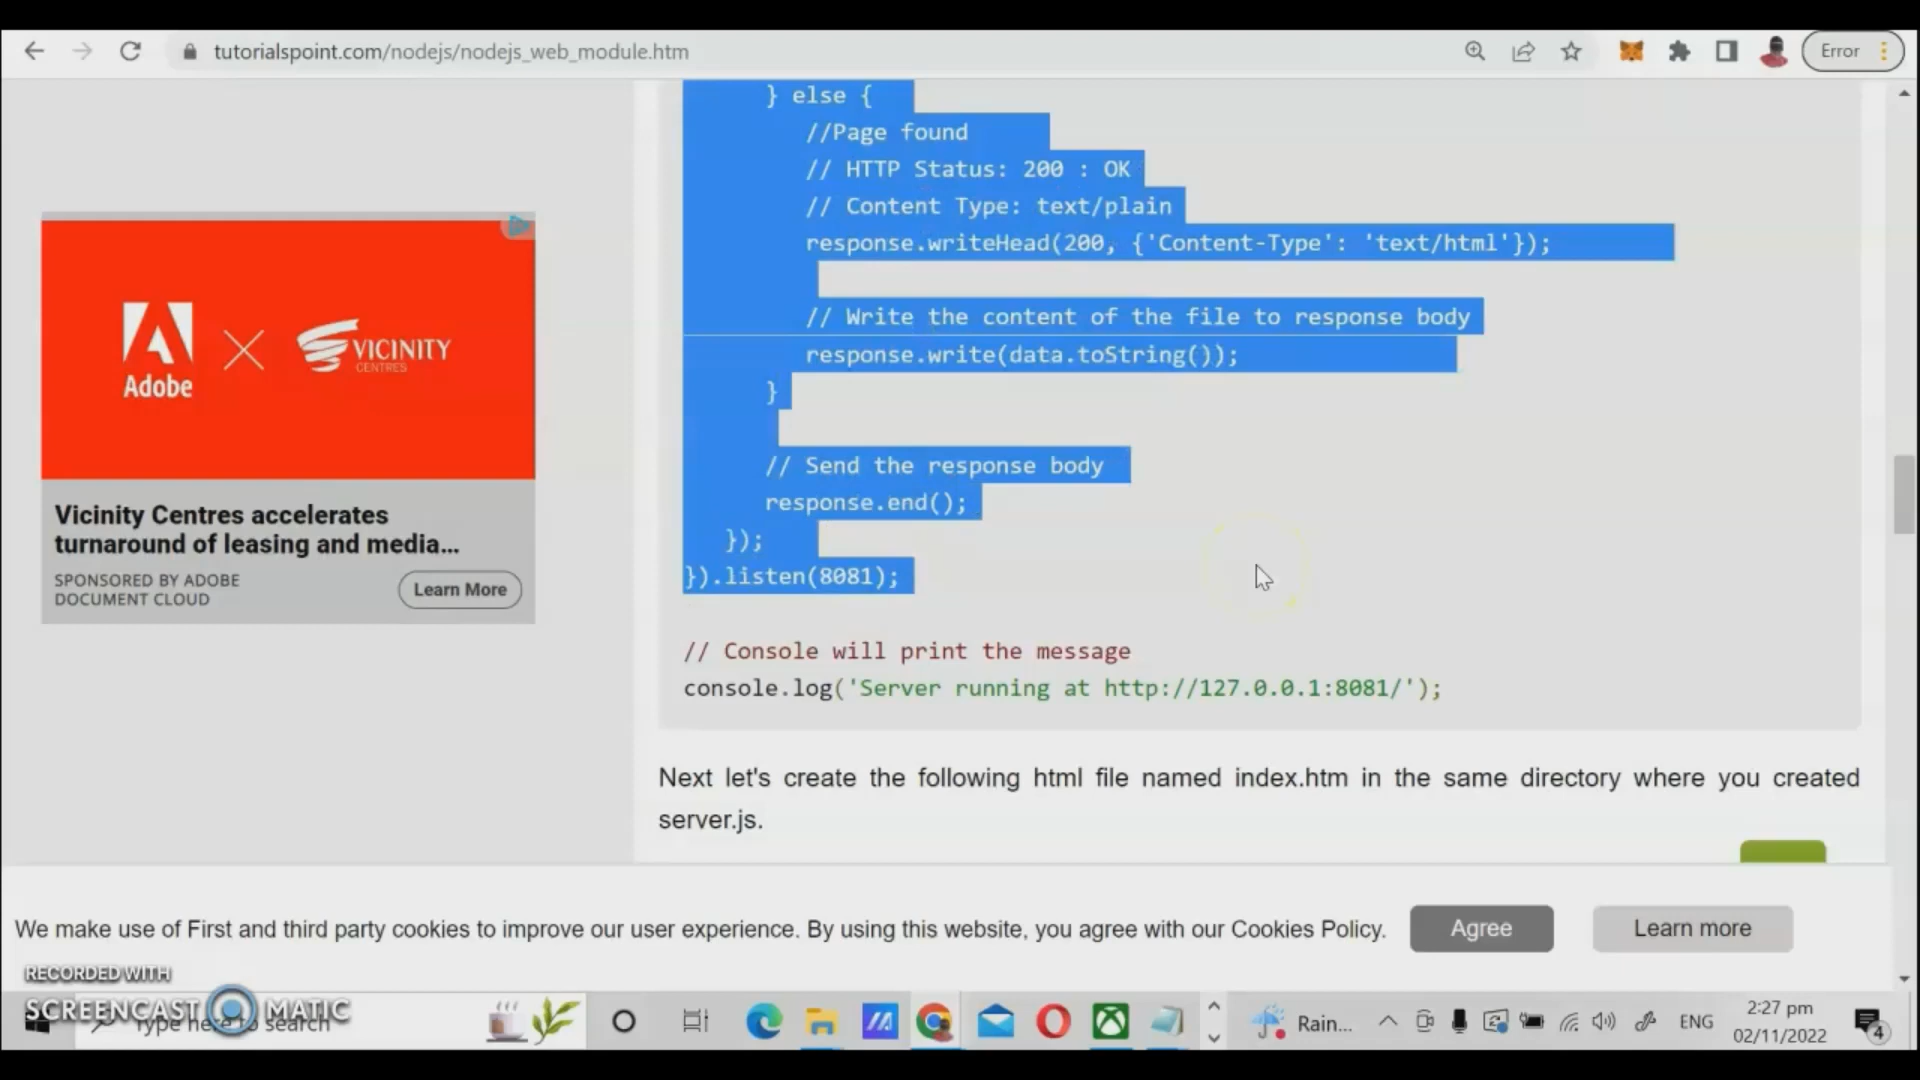 tutorialspoint.com/nodejs/nodejs_web_module.htm
Error
} else {
//Page found
// HTTP Status: 200 : OK
// Content Type: text/plain
response.writeHead(200, {'Content-Type': 'text/html'});
// Write the content of the file to response body
response.write(data.toString());
}
// Send the response body
response.end();
});
}).listen(8081);
// Console will print the message
console.log('Server running at http://127.0.0.1:8081/');
Next let's create the following html file named index.htm in the same directory where you created
server.js.
Adobe
VICINITY
CENTRES
Vicinity Centres accelerates
turnaround of leasing and media...
SPONSORED BY ADOBE
DOCUMENT CLOUD
Learn More
We make use of First and third party cookies to improve our user experience. By using this website, you agree with our Cookies Policy.
Agree
Learn more
RECORDED WITH
SCREENCAST MATIC
Type here to search
Rain...
ENG
2:27 pm
02/11/2022
4